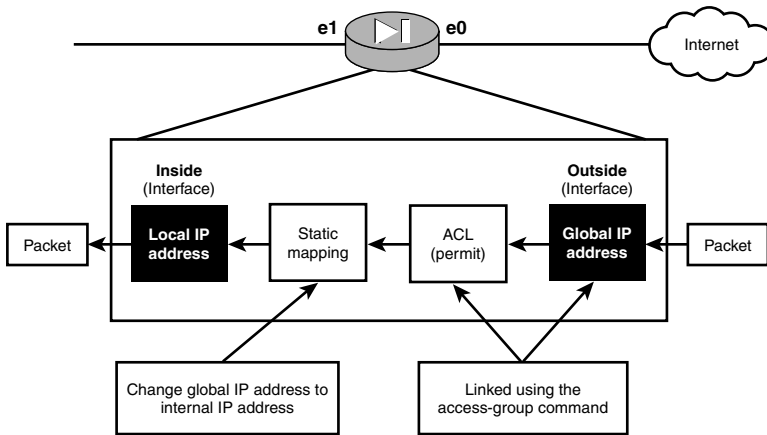 e1
e0
Internet
Inside
(Interface)
Outside
(Interface)
Packet
Local IP
address
Static
mapping
ACL
(permit)
Global IP
address
Packet
Change global IP address to
internal IP address
Linked using the
access-group command